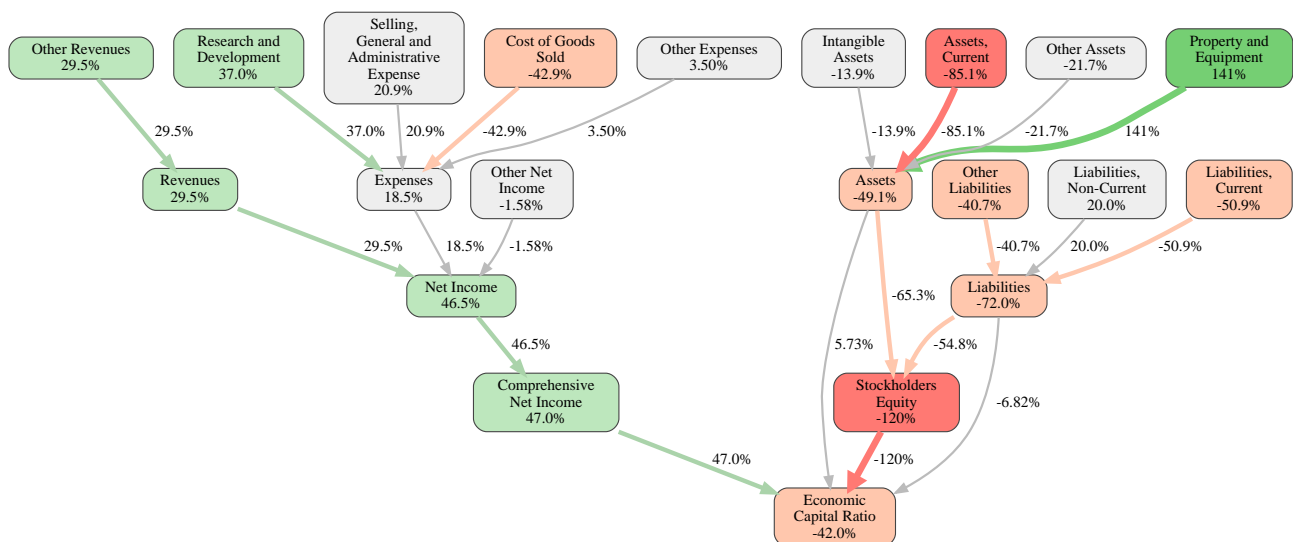 Other Revenues
29.5%
Research and
Development
37.0%
Selling,
General and
Administrative
Expense
20.9%
Cost of Goods
Sold
-42.9%
Other Expenses
3.50%
Intangible
Assets
-13.9%
Assets,
Current
-85.1%
Other Assets
-21.7%
Property and
Equipment
141%
29.5%
37.0%
20.9%
-42.9%
3.50%
-13.9%
-85.1%
-21.7%
141%
Revenues
29.5%
Expenses
18.5%
Other Net
Income
-1.58%
Assets
-49.1%
Other
Liabilities
-40.7%
Liabilities,
Non-Current
20.0%
Liabilities,
Current
-50.9%
29.5%
18.5%
-1.58%
-40.7%
20.0%
-50.9%
Net Income
46.5%
Liabilities
-72.0%
-65.3%
46.5%
5.73%
-54.8%
Comprehensive
Net Income
47.0%
Stockholders
Equity
-120%
-6.82%
47.0%
-120%
Economic
Capital Ratio
-42.0%